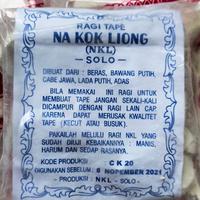 RAGI TAPE
NA KOK LIONG
(NKL)
— SOLO —
DIBUAT DARI : BERAS, BAWANG PUTIH,
CABE JAWA, LADA PUTIH, ADAS
BILA MEMAKAI INI RAGI UNTUK
MEMBUAT TAPE JANGAN SEKALI-KALI
DICAMPUR DENGAN RAGI LAIN CAP.
KARENA DAPAT MERUSAK KWALITET
TAPE (KECUT ATAU BUSUK)
PAKAILAH MELULU RAGI NKL YANG
SUDAH DIUJI KEBAIKANNYA : MANIS,
HARUM DAN SEDAP RASANYA.
KODE PRODUKSI C K 20
DIGUNAKAN SEBELUM : 8 NOPEMBER 2021
- PRODUKSI : NKL - SOLO -